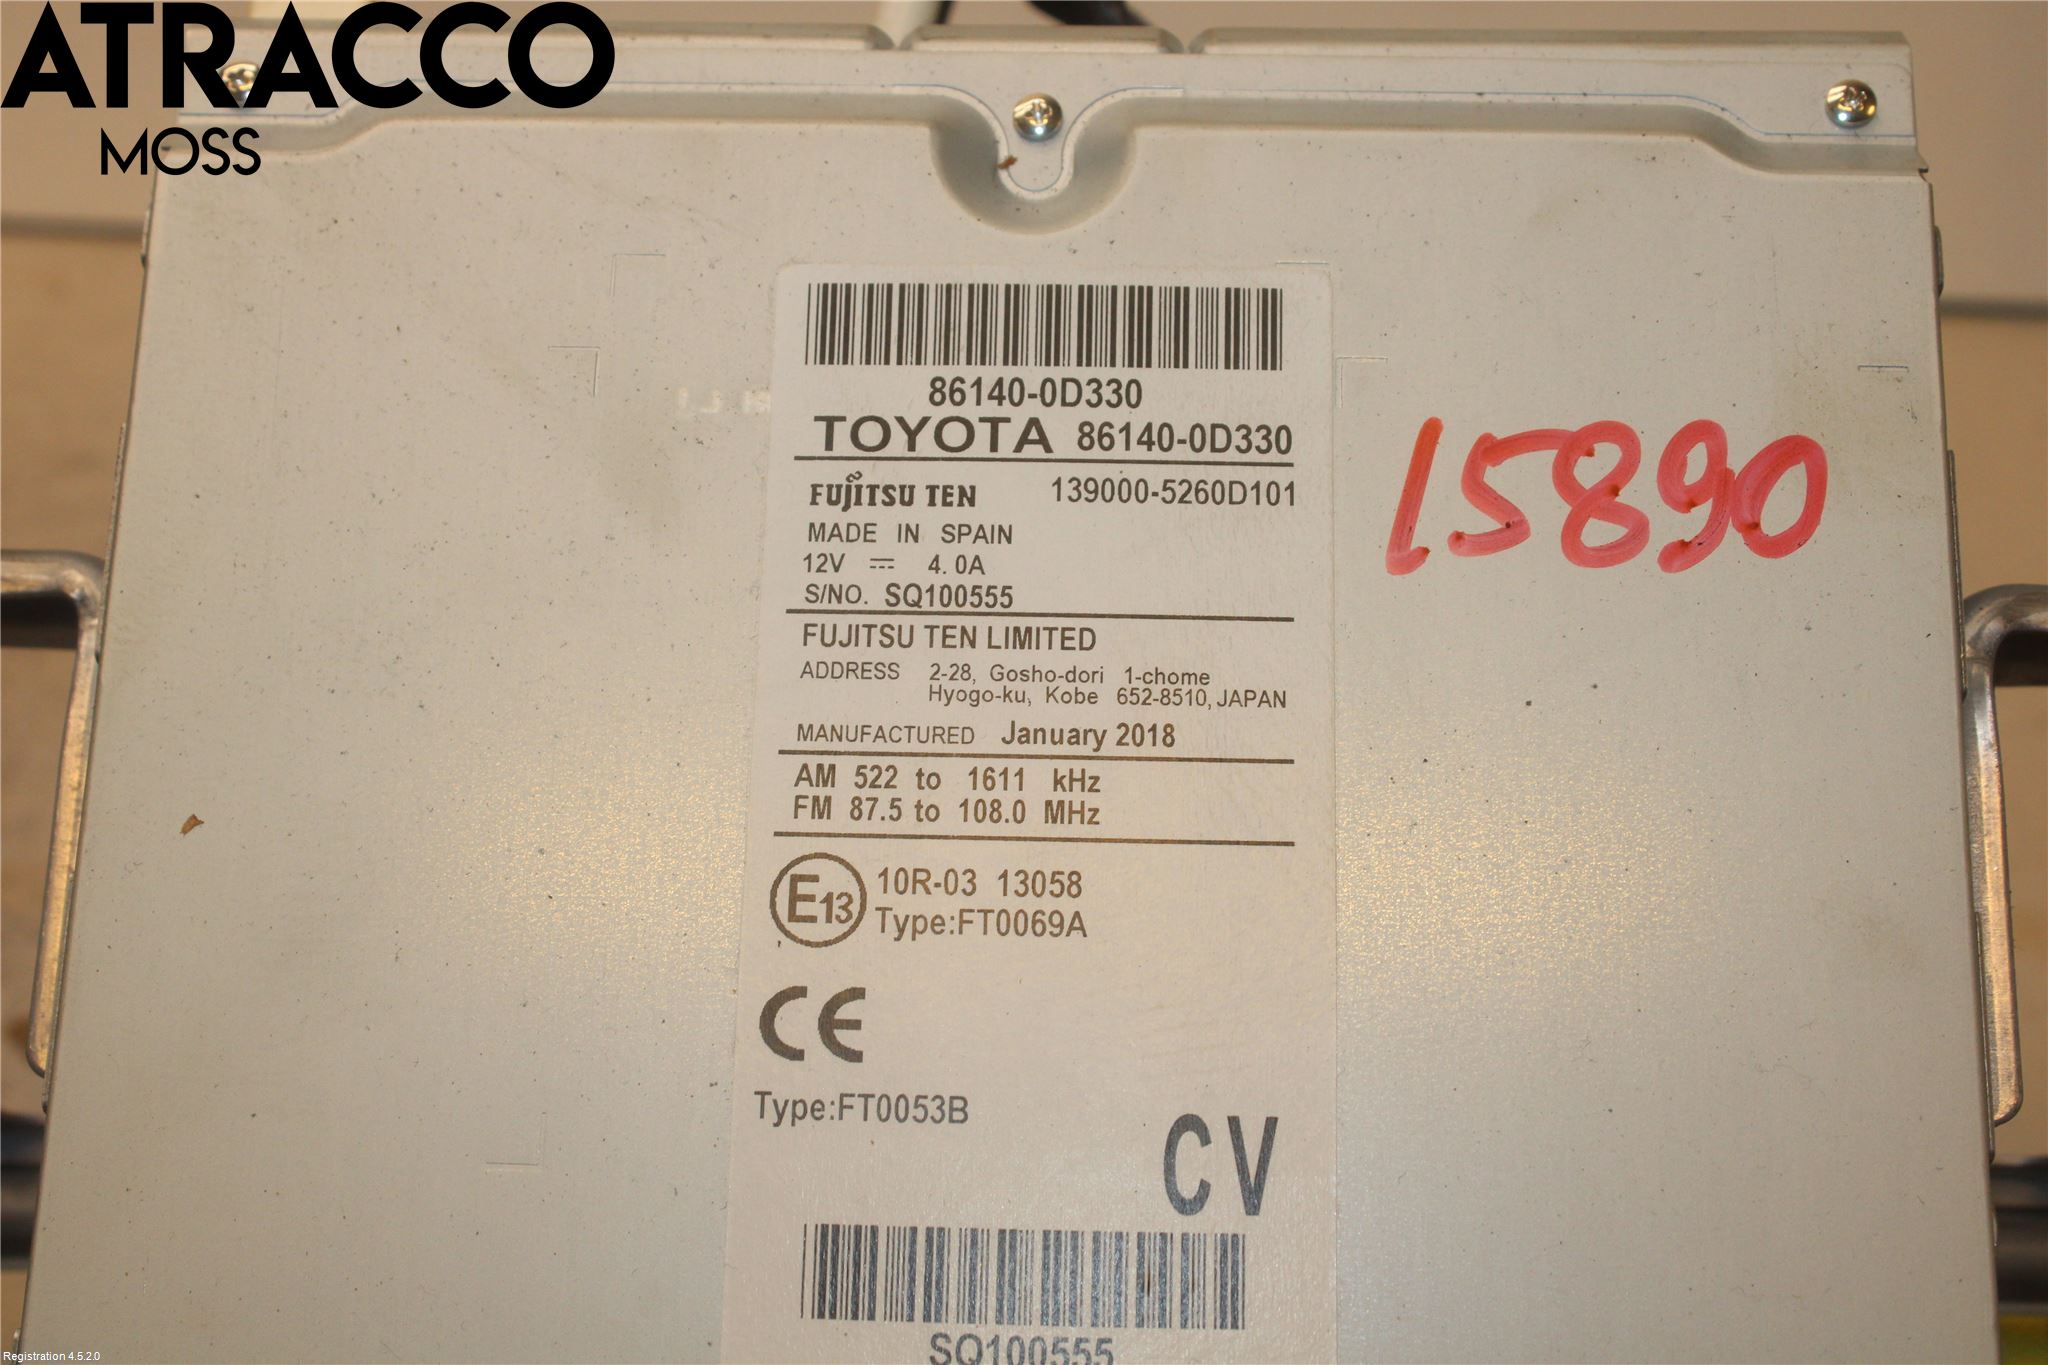 ATRACCO
MOSS
86140-0D330
TOYOTA 86140-0D330
15890
FUJITSU TEN 139000-5260D101
MADE IN SPAIN
12V ⎓ 4.0A
S/NO. SQ100555
FUJITSU TEN LIMITED
ADDRESS 2-28, Gosho-dori 1-chome
Hyogo-ku, Kobe 652-8510, JAPAN
MANUFACTURED January 2018
AM 522 to 1611 kHz
FM 87.5 to 108.0 MHz
E13 10R-03 13058
Type:FT0069A
CE
Type:FT0053B
CV
SQ100555
Registration 4.5.2.0